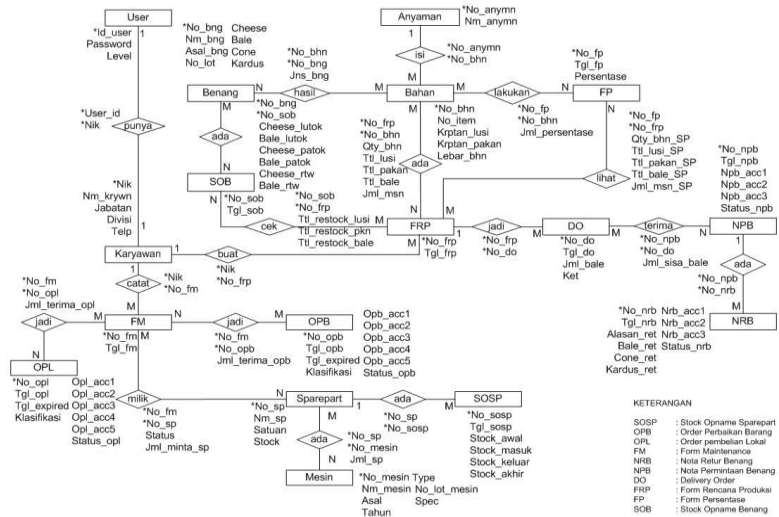 User
*Id_user
Password
Level
1
*User_id
*Nik
punya
*Nik
Nm_krywn
Jabatan
Divisi
Telp
1
Karyawan
*No_bng Cheese
Nm_bng Bale
Asal_bng Cone
No_lot Kardus
Benang
N
hasil
*No_bhn
*No_bng
Jns_bng
M
M
*No_bng
*No_sob
Cheese_lutok
Bale_lutok
Cheese_patok
Bale_patok
Cheese_rtw
Bale_rtw
ada
N
SOB
N
*No_sob
Tgl_sob
cek
*No_sob
*No_frp
Ttl_restock_lusi
Ttl_restock_pkn
Ttl_restock_bale
M
Anyaman
*No_anymn
Nm_anymn
1
isi
*No_anymn
*No_bhn
M
Bahan
M
lakukan
*No_fp
*No_bhn
Jml_persentase
M
FP
*No_fp
Tgl_fp
Persentase
M
*No_bhn
No_item
Krptan_lusi
Krptan_pakan
Lebar_bhn
*No_frp
*No_bhn
Qty_bhn
Ttl_lusi
Ttl_pakan
Ttl_bale
Jml_msn
ada
N
N
*No_fp
*No_frp
Qty_bhn_SP
Ttl_lusi_SP
Ttl_pakan_SP
Ttl_bale_SP
Jml_msn_SP
lihat
M
FRP
M
*No_frp
Tgl_frp
M
jadi
*No_frp
*No_do
M
DO
*No_do
Tgl_do
Jml_bale
Ket
M
terima
*No_npb
*No_do
Jml_sisa_bale
N
NPB
*No_npb
Tgl_npb
Npb_acc1
Npb_acc2
Npb_acc3
Status_npb
1
ada
*No_npb
*No_nrb
M
NRB
*No_nrb Nrb_acc1
Tgl_nrb Nrb_acc2
Alasan_ret Nrb_acc3
Bale_ret Status_nrb
Cone_ret
Kardus_ret
1
buat
*Nik
*No_frp
1
catat
*Nik
*No_fm
M
FM
*No_fm
Tgl_fm
M
jadi
*No_fm
*No_opl
Jml_terima_opl
N
OPL
*No_opl Opl_acc1
Tgl_opl Opl_acc2
Tgl_expired Opl_acc3
Klasifikasi Opl_acc4
Opl_acc5
Status_opl
N
jadi
*No_fm
*No_opb
Jml_terima_opb
M
OPB
*No_opb
Tgl_opb
Tgl_expired
Klasifikasi
Opb_acc1
Opb_acc2
Opb_acc3
Opb_acc4
Opb_acc5
Status_opb
M
milik
*No_fm
*No_sp
Status
Jml_minta_sp
N
Sparepart
*No_sp
Nm_sp
Satuan
Stock
N
ada
*No_sp
*No_sosp
M
SOSP
*No_sosp
Tgl_sosp
Stock_awal
Stock_masuk
Stock_keluar
Stock_akhir
M
ada
*No_sp
*No_mesin
Jml_sp
N
Mesin
*No_mesin Type
Nm_mesin No_lot_mesin
Asal Spec
Tahun
KETERANGAN
SOSP : Stock Opname Sparepart
OPB : Order Perbaikan Barang
OPL : Order pembelian Lokal
FM : Form Maintenance
NRB : Nota Retur Benang
NPB : Nota Permintaan Benang
DO : Delivery Order
FRP : Form Rencana Produksi
FP : Form Persentase
SOB : Stock Opname Benang